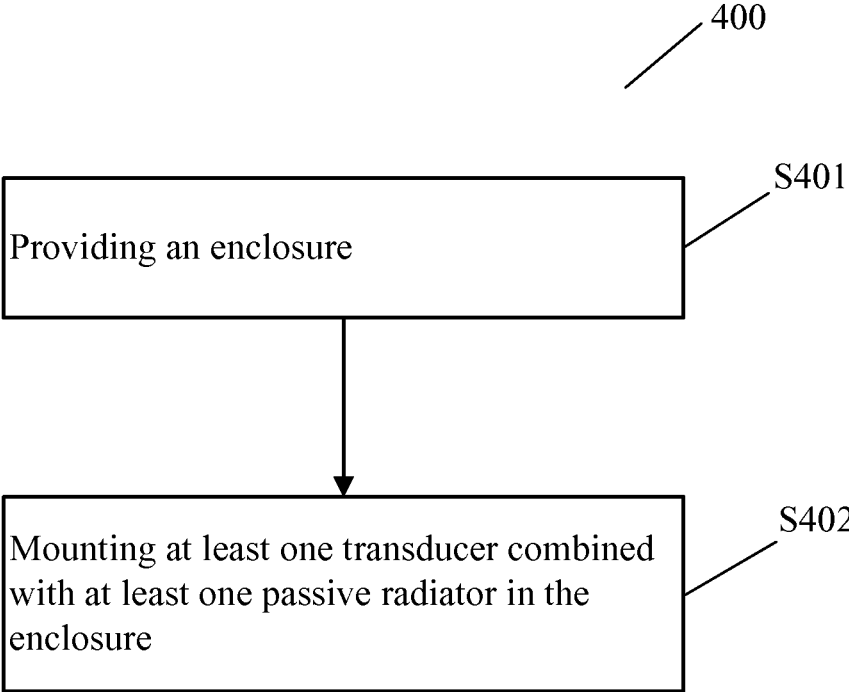 400
S401
Providing an enclosure
S402
Mounting at least one transducer combined
with at least one passive radiator in the
enclosure